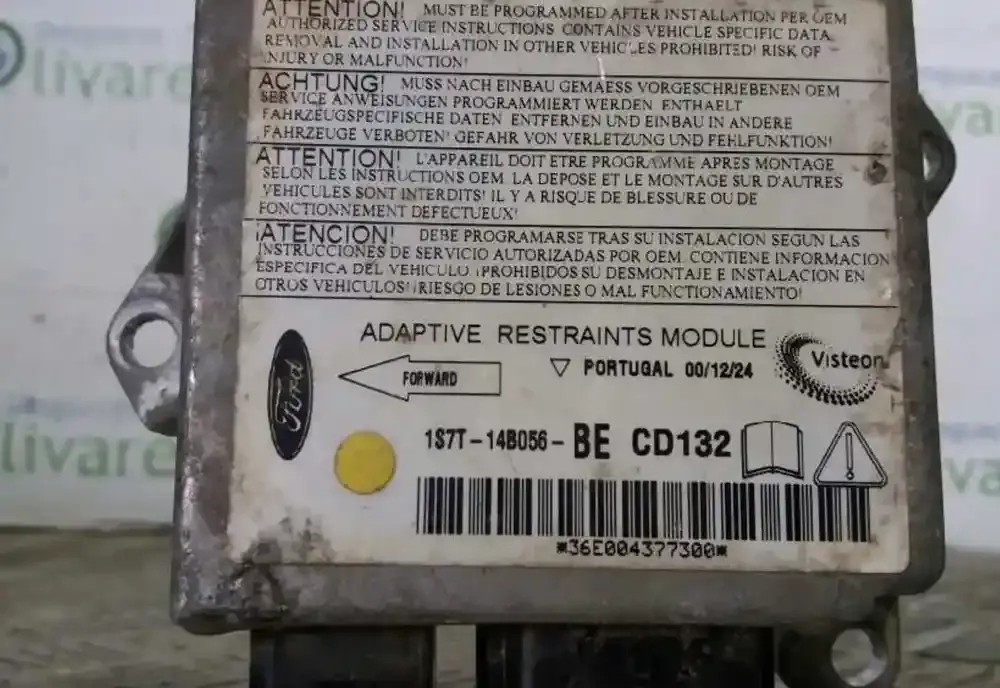 ATTENTION! MUST BE PROGRAMMED AFTER INSTALLATION PER OEM
AUTHORIZED SERVICE INSTRUCTIONS CONTAINS VEHICLE SPECIFIC DATA
REMOVAL AND INSTALLATION IN OTHER VEHICLES PROHIBITED! RISK OF
INJURY OR MALFUNCTION!
ACHTUNG! MUSS NACH EINBAU GEMAESS VORGESCHRIEBENEN OEM
SERVICE ANWEISUNGEN PROGRAMMIERT WERDEN ENTHAELT
FAHRZEUGSPEZIFISCHE DATEN ENTFERNEN UND EINBAU IN ANDERE
FAHRZEUGE VERBOTEN! GEFAHR VON VERLETZUNG UND FEHLFUNKTION!
ATTENTION! L'APPAREIL DOIT ETRE PROGRAMME APRES MONTAGE
SELON LES INSTRUCTIONS OEM. LA DEPOSE ET LE MONTAGE SUR D'AUTRES
VEHICULES SONT INTERDITS! IL Y A RISQUE DE BLESSURE OU DE
FONCTIONNEMENT DEFECTUEUX!
¡ATENCION! DEBE PROGRAMARSE TRAS SU INSTALACION SEGUN LAS
INSTRUCCIONES DE SERVICIO AUTORIZADAS POR OEM. CONTIENE INFORMACION
ESPECIFICA DEL VEHICULO ¡PROHIBIDOS SU DESMONTAJE E INSTALACION EN
OTROS VEHICULOS! ¡RIESGO DE LESIONES O MAL FUNCTIONAMIENTO!
ADAPTIVE RESTRAINTS MODULE
Ford
FORWARD
PORTUGAL 00/12/24
Visteon
1S7T-14B056-BE CD132
*36E004377300*
livare
livare